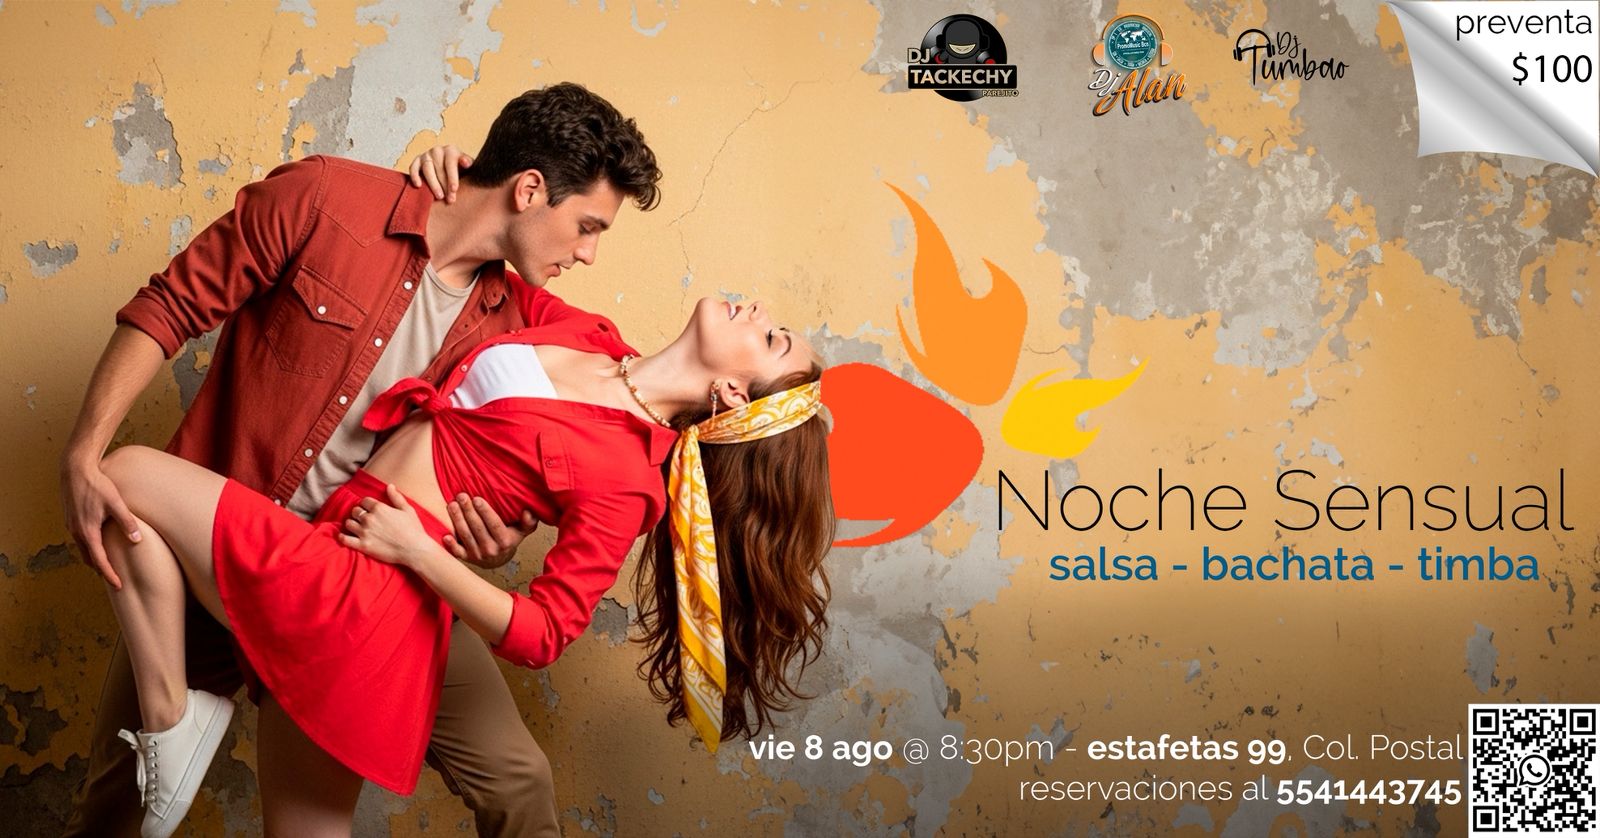 preventa
$100
DJ
TACKECHY
PAREJITO
PromoMusic Bcs
Dj Alan
Dj
Tumbao
Noche Sensual
salsa - bachata - timba
vie 8 ago @ 8:30pm - estafetas 99, Col. Postal
reservaciones al 5541443745